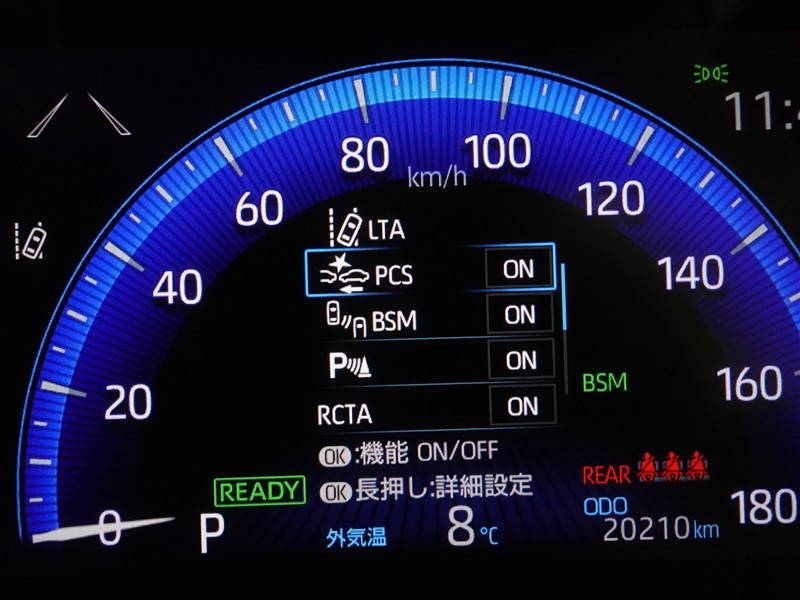 11:
80
100
km/h
60
120
LTA
40
PCS ON
140
BSM ON
P ON
20
BSM
160
RCTA ON
OK:機能 ON/OFF
REAR
READY
OK長押し:詳細設定
ODO
0
P
外気温 8℃
20210km
180